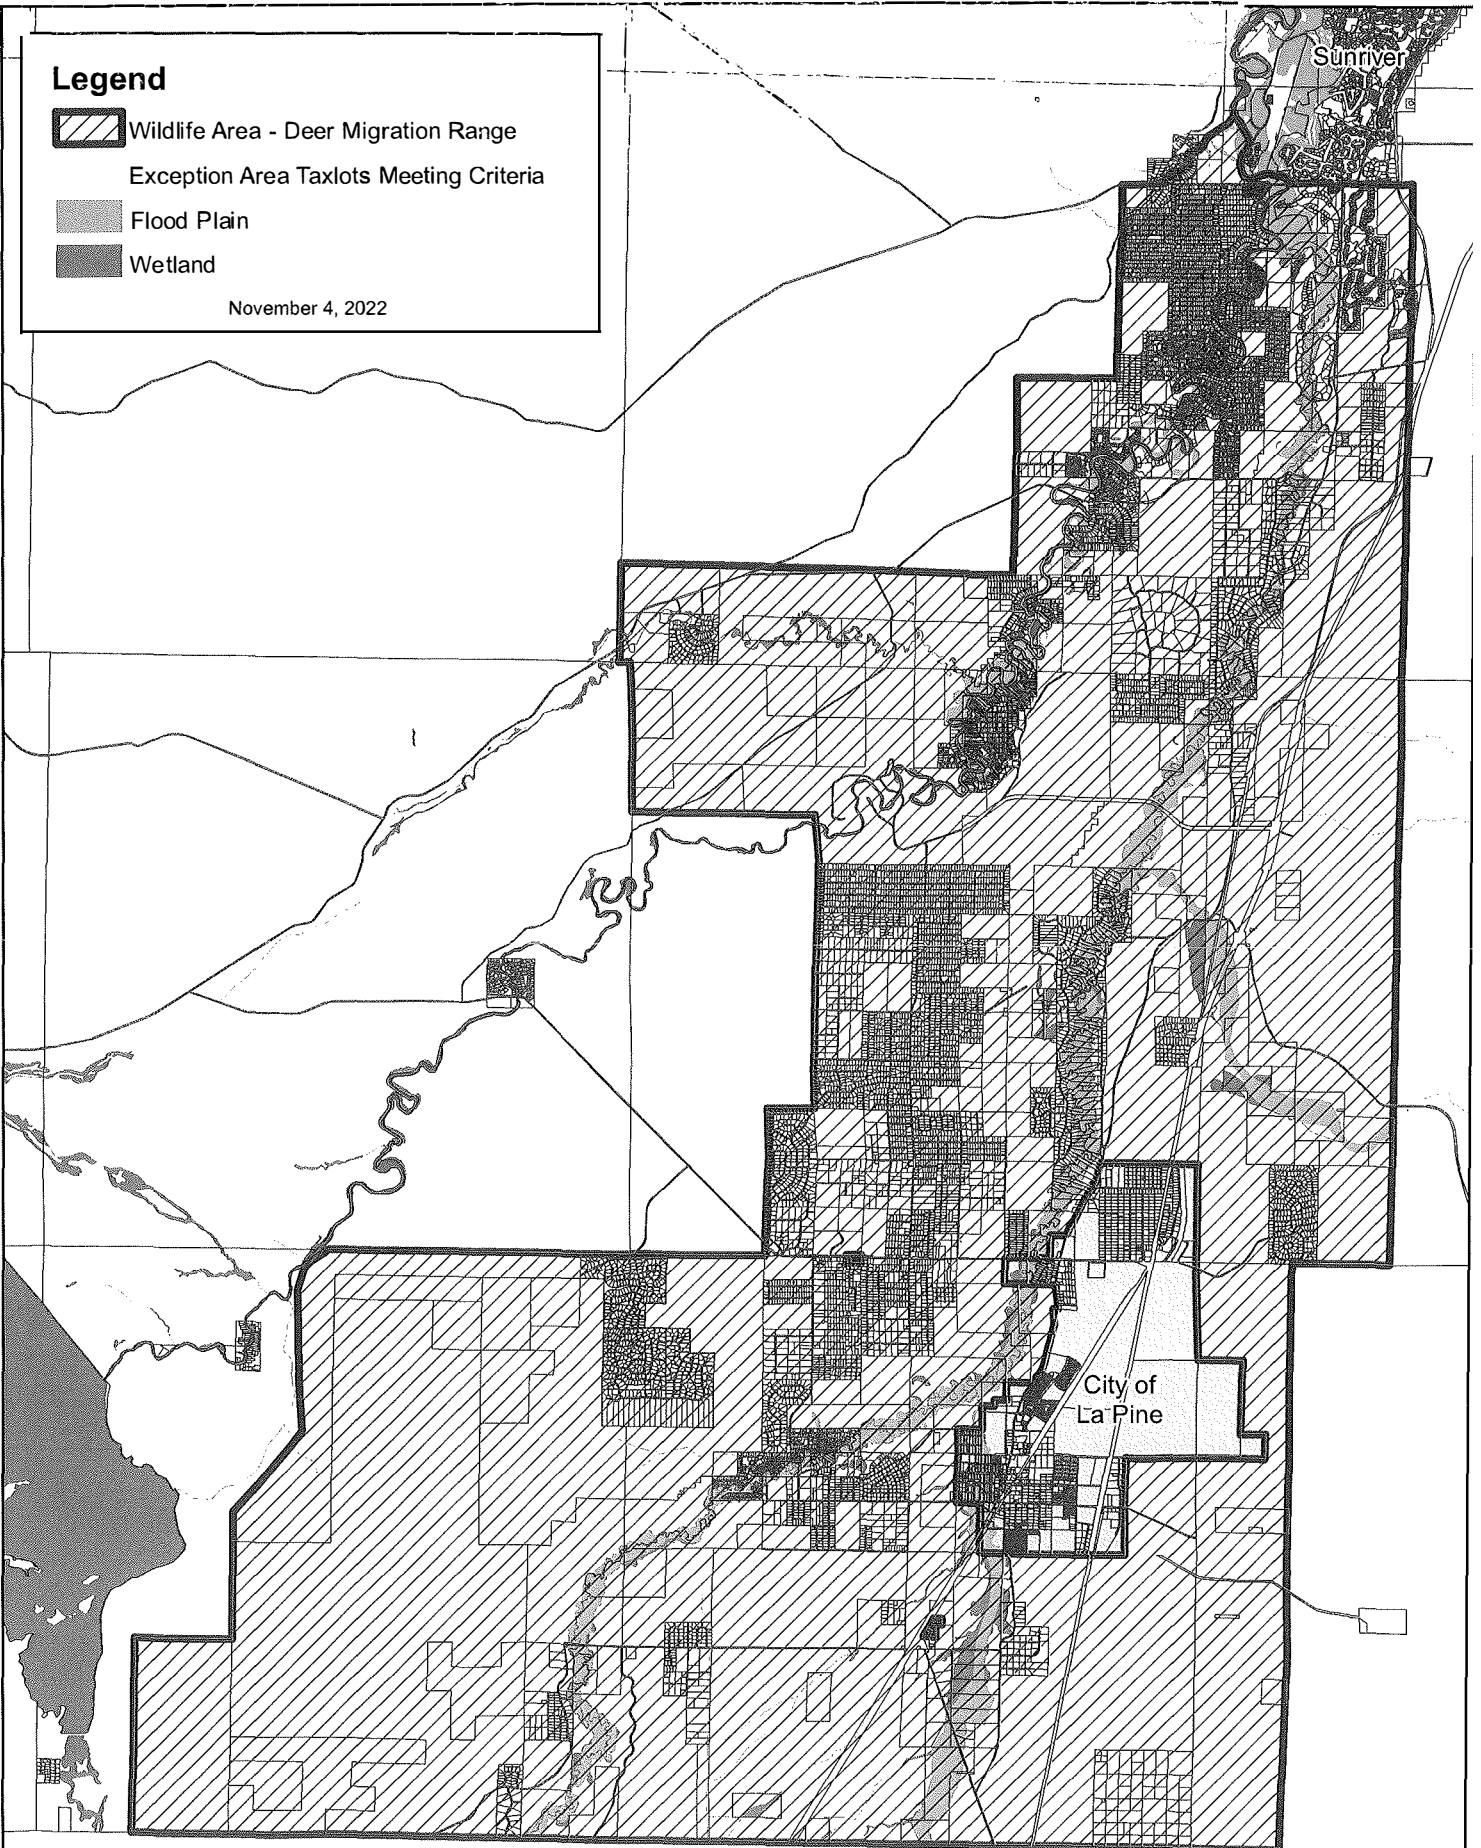 Legend
Wildlife Area - Deer Migration Range
Exception Area Taxlots Meeting Criteria
Flood Plain
Wetland
November 4, 2022
Sunriver
City of
La Pine